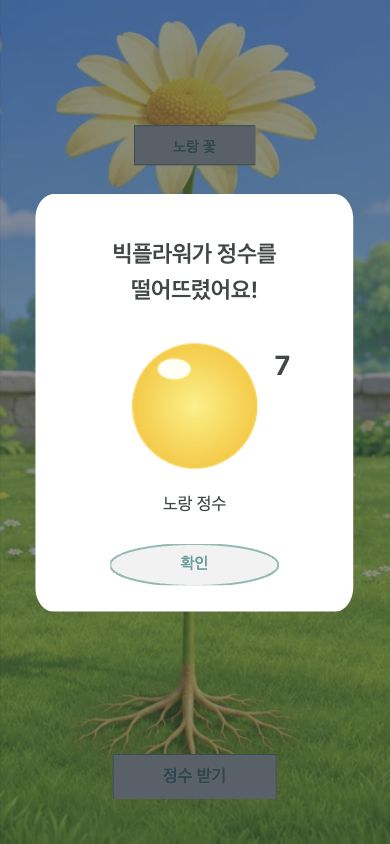 노랑 꽃
빅플라워가 정수를
떨어뜨렸어요!
7
노랑 정수
확인
정수 받기